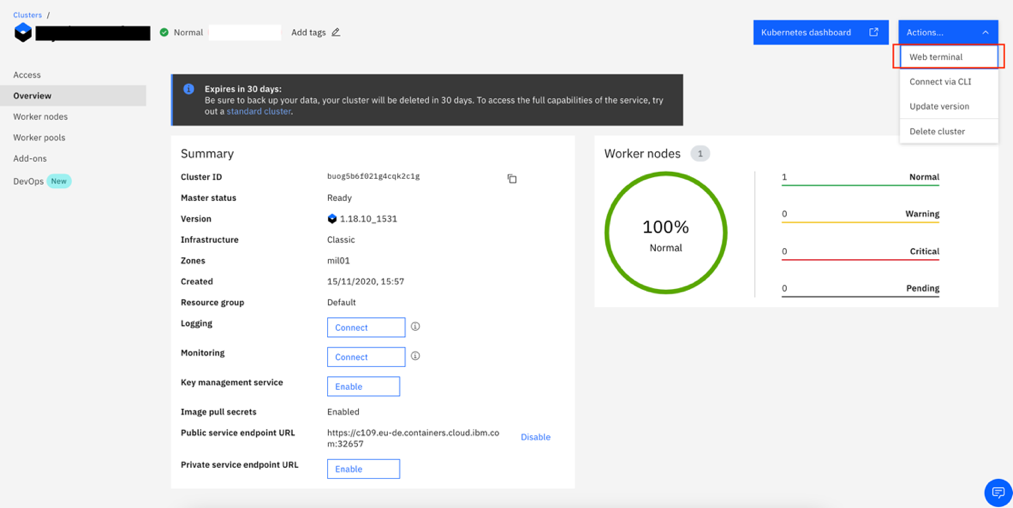 Clusters /
Normal
Add tags
Kubernetes dashboard
Actions...
Web terminal
Connect via CLI
Update version
Delete cluster
Access
Overview
Worker nodes
Worker pools
Add-ons
DevOps New
Expires in 30 days:
Be sure to back up your data, your cluster will be deleted in 30 days. To access the full capabilities of the service, try
out a standard cluster.
Summary
Cluster ID buog5b6f021g4cqk2c1g
Master status Ready
Version 1.18.10_1531
Infrastructure Classic
Zones mil01
Created 15/11/2020, 15:57
Resource group Default
Logging Connect
Monitoring Connect
Key management service Enable
Image pull secrets Enabled
Public service endpoint URL https://c109.eu-de.containers.cloud.ibm.co Disable
m:32657
Private service endpoint URL Enable
Worker nodes 1
100%
Normal
1 Normal
0 Warning
0 Critical
0 Pending